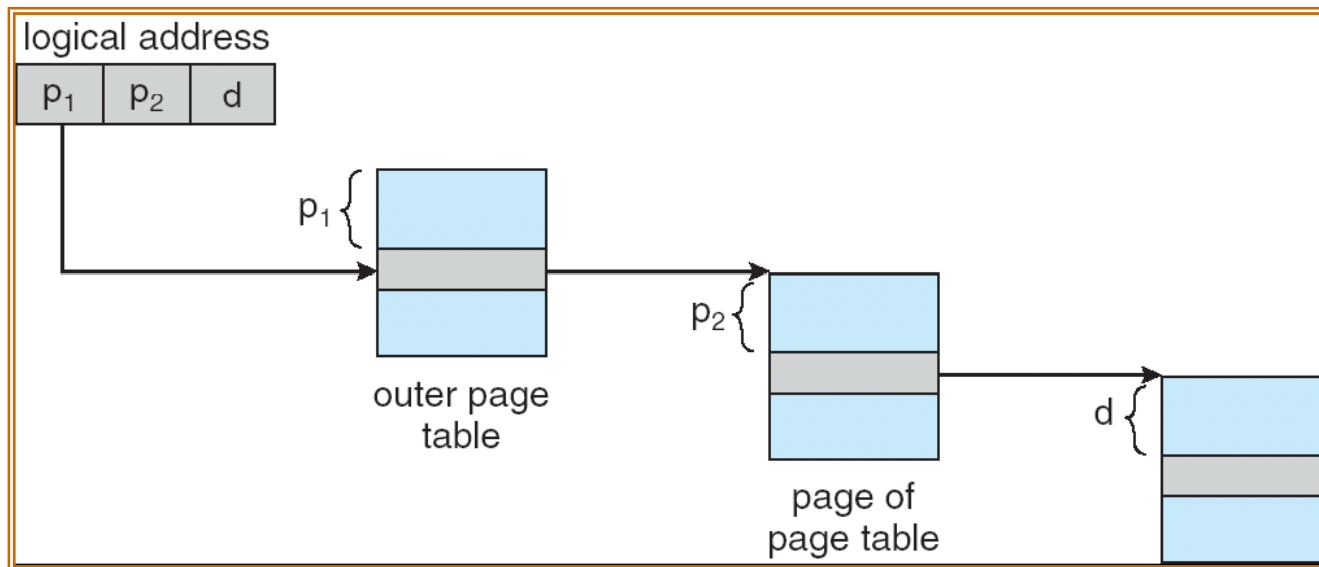 logical address
p₁ p₂ d
p₁
p₂
outer page
table
d
page of
page table